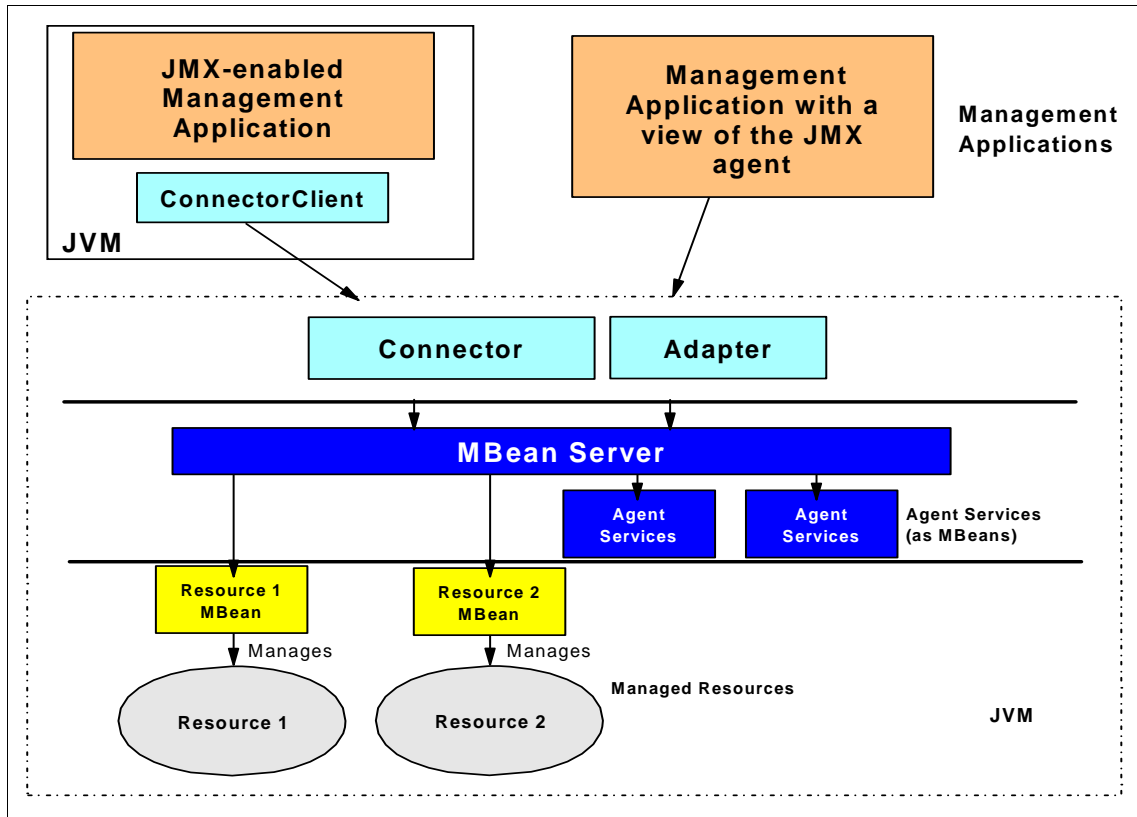 JMX-enabled
Management
Application
ConnectorClient
JVM
Management
Application with a
view of the JMX
agent
Management
Applications
Connector
Adapter
MBean Server
Agent
Services
Agent
Services
Agent Services
(as MBeans)
Resource 1
MBean
Resource 2
MBean
Manages
Manages
Resource 1
Resource 2
Managed Resources
JVM